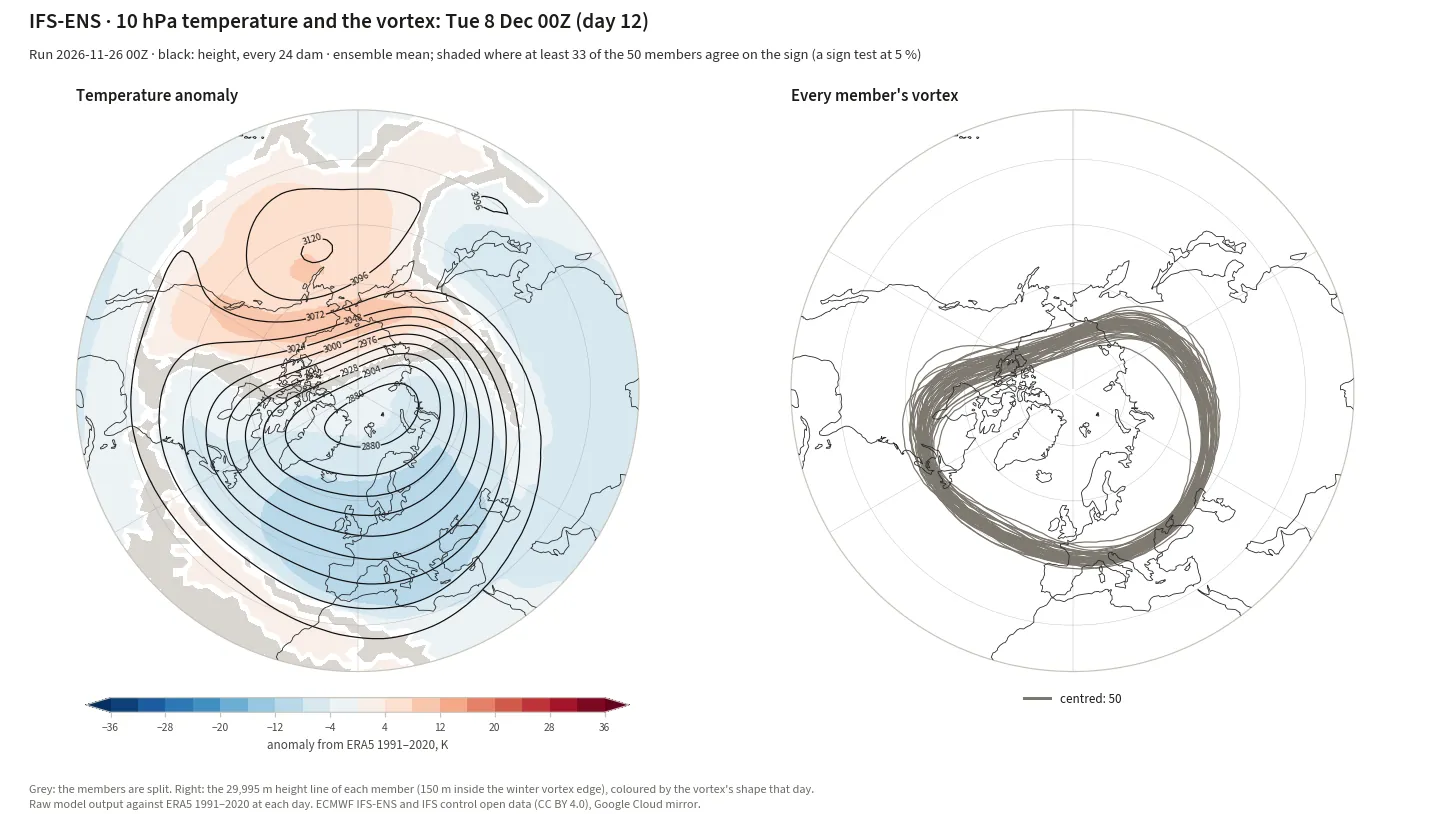 IFS-ENS · 10 hPa temperature and the vortex: Tue 8 Dec 00Z (day 12)
Run 2026-11-26 00Z · black: height, every 24 dam · ensemble mean; shaded where at least 33 of the 50 members agree on the sign (a sign test at 5 %)
Temperature anomaly
Every member's vortex
3096
3120
3096
3072
3048
3024
3000
2976
2928
2904
2880
2880
centred: 50
−36 −28 −20 −12 −4 4 12 20 28 36
anomaly from ERA5 1991–2020, K
Grey: the members are split. Right: the 29,995 m height line of each member (150 m inside the winter vortex edge), coloured by the vortex's shape that day.
Raw model output against ERA5 1991–2020 at each day. ECMWF IFS-ENS and IFS control open data (CC BY 4.0), Google Cloud mirror.